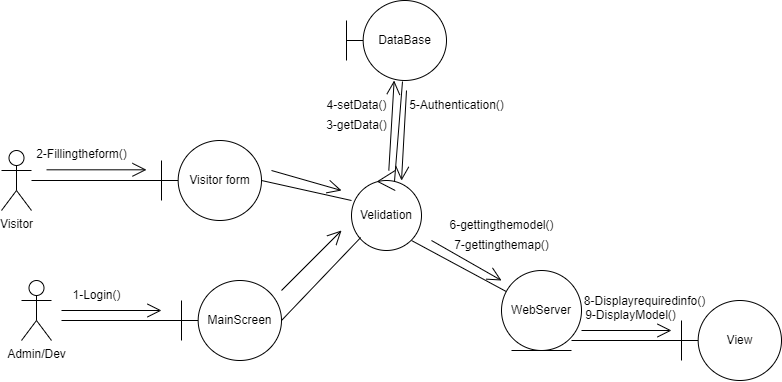 DataBase
4-setData()
5-Authentication()
3-getData()
2-Fillingtheform()
Visitor form
Visitor
Velidation
6-gettingthemodel()
7-gettingthemap()
1-Login()
MainScreen
Admin/Dev
WebServer
8-Displayrequiredinfo()
9-DisplayModel()
View